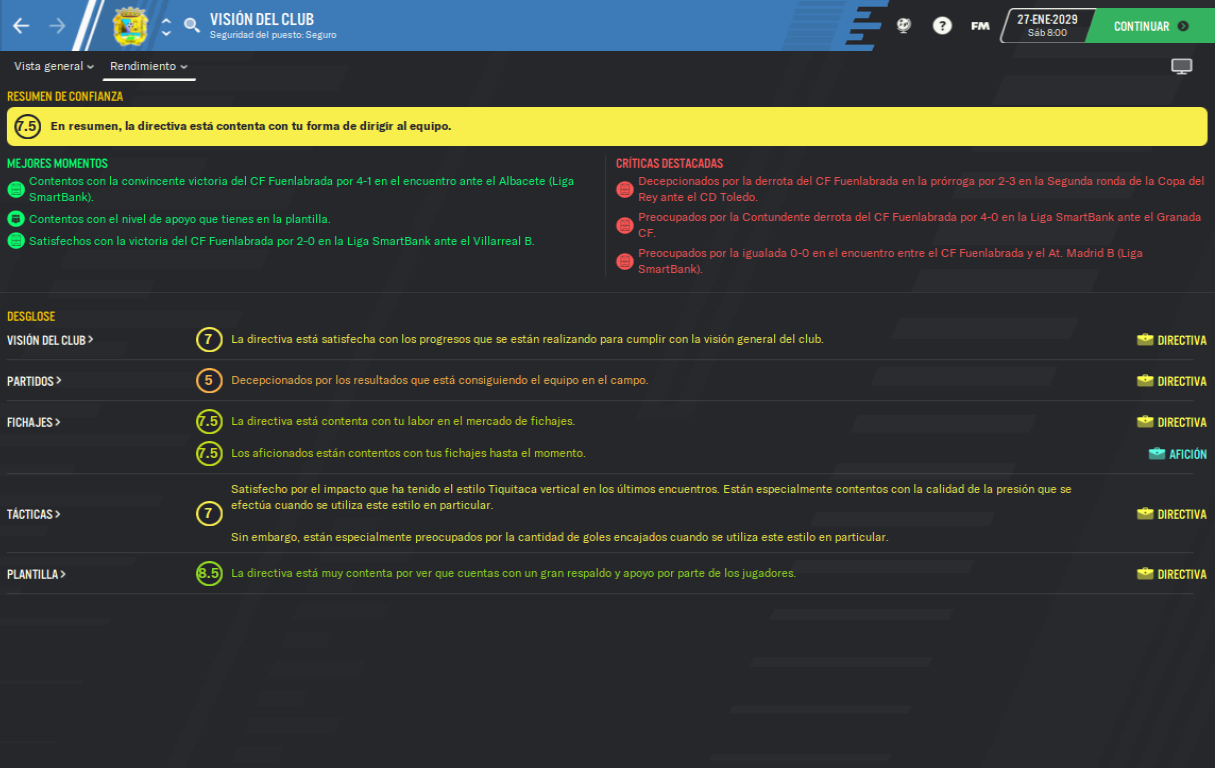 VISIÓN DEL CLUB
Seguridad del puesto: Seguro
?
FM
27-ENE-2029
Sáb 8:00
CONTINUAR
Vista general
Rendimiento
RESUMEN DE CONFIANZA
7.5 En resumen, la directiva está contenta con tu forma de dirigir al equipo.
MEJORES MOMENTOS
Contentos con la convincente victoria del CF Fuenlabrada por 4-1 en el encuentro ante el Albacete (Liga
SmartBank).
Contentos con el nivel de apoyo que tienes en la plantilla.
Satisfechos con la victoria del CF Fuenlabrada por 2-0 en la Liga SmartBank ante el Villarreal B.
CRÍTICAS DESTACADAS
Decepcionados por la derrota del CF Fuenlabrada en la prórroga por 2-3 en la Segunda ronda de la Copa del
Rey ante el CD Toledo.
Preocupados por la Contundente derrota del CF Fuenlabrada por 4-0 en la Liga SmartBank ante el Granada
CF.
Preocupados por la igualada 0-0 en el encuentro entre el CF Fuenlabrada y el At. Madrid B (Liga
SmartBank).
DESGLOSE
VISIÓN DEL CLUB > 7 La directiva está satisfecha con los progresos que se están realizando para cumplir con la visión general del club. DIRECTIVA
PARTIDOS > 5 Decepcionados por los resultados que está consiguiendo el equipo en el campo. DIRECTIVA
FICHAJES > 7.5 La directiva está contenta con tu labor en el mercado de fichajes. DIRECTIVA
7.5 Los aficionados están contentos con tus fichajes hasta el momento. AFICIÓN
Satisfecho por el impacto que ha tenido el estilo Tiquitaca vertical en los últimos encuentros. Están especialmente contentos con la calidad de la presión que se
efectúa cuando se utiliza este estilo en particular.
TÁCTICAS > 7 DIRECTIVA
Sin embargo, están especialmente preocupados por la cantidad de goles encajados cuando se utiliza este estilo en particular.
PLANTILLA > 8.5 La directiva está muy contenta por ver que cuentas con un gran respaldo y apoyo por parte de los jugadores. DIRECTIVA